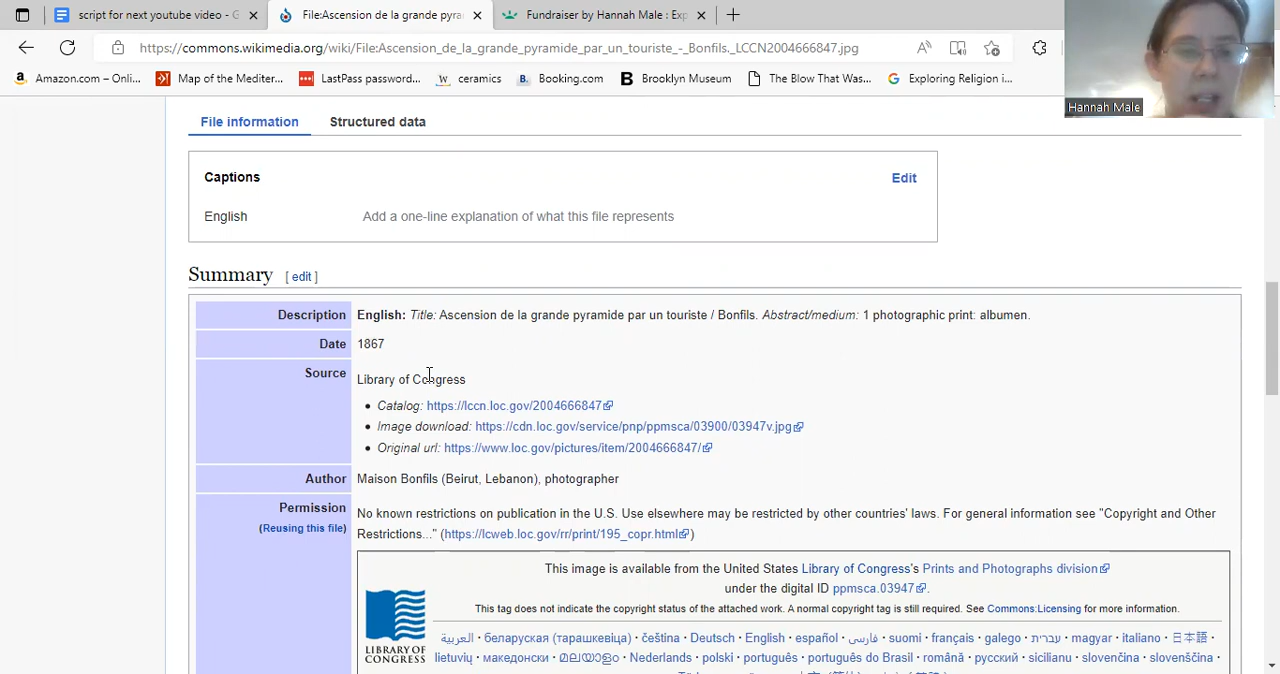 script for next youtube video - G
File:Ascension de la grande pyra
Fundraiser by Hannah Male : Exp
https://commons.wikimedia.org/wiki/File:Ascension_de_la_grande_pyramide_par_un_touriste_-_Bonfils._LCCN2004666847.jpg
Amazon.com – Onli...
Map of the Mediter...
LastPass password...
ceramics
Booking.com
Brooklyn Museum
The Blow That Was...
Exploring Religion i...
Hannah Male
File information
Structured data
Captions
Edit
English
Add a one-line explanation of what this file represents
Summary [ edit ]
Description English: Title: Ascension de la grande pyramide par un touriste / Bonfils. Abstract/medium: 1 photographic print: albumen.
Date 1867
Source
Library of Congress
• Catalog: https://lccn.loc.gov/2004666847
• Image download: https://cdn.loc.gov/service/pnp/ppmsca/03900/03947v.jpg
• Original url: https://www.loc.gov/pictures/item/2004666847/
Author Maison Bonfils (Beirut, Lebanon), photographer
Permission
(Reusing this file)
No known restrictions on publication in the U.S. Use elsewhere may be restricted by other countries' laws. For general information see "Copyright and Other
Restrictions..." (https://lcweb.loc.gov/rr/print/195_copr.html)
This image is available from the United States Library of Congress's Prints and Photographs division
under the digital ID ppmsca.03947.
This tag does not indicate the copyright status of the attached work. A normal copyright tag is still required. See Commons:Licensing for more information.
LIBRARY OF
CONGRESS
العربية · беларуская (тарашкевіца) · čeština · Deutsch · English · español · فارسی · suomi · français · galego · עברית · magyar · italiano · 日本語 ·
lietuvių · македонски · മലയാളം · Nederlands · polski · português · português do Brasil · română · русский · sicilianu · slovenčina · slovenščina ·